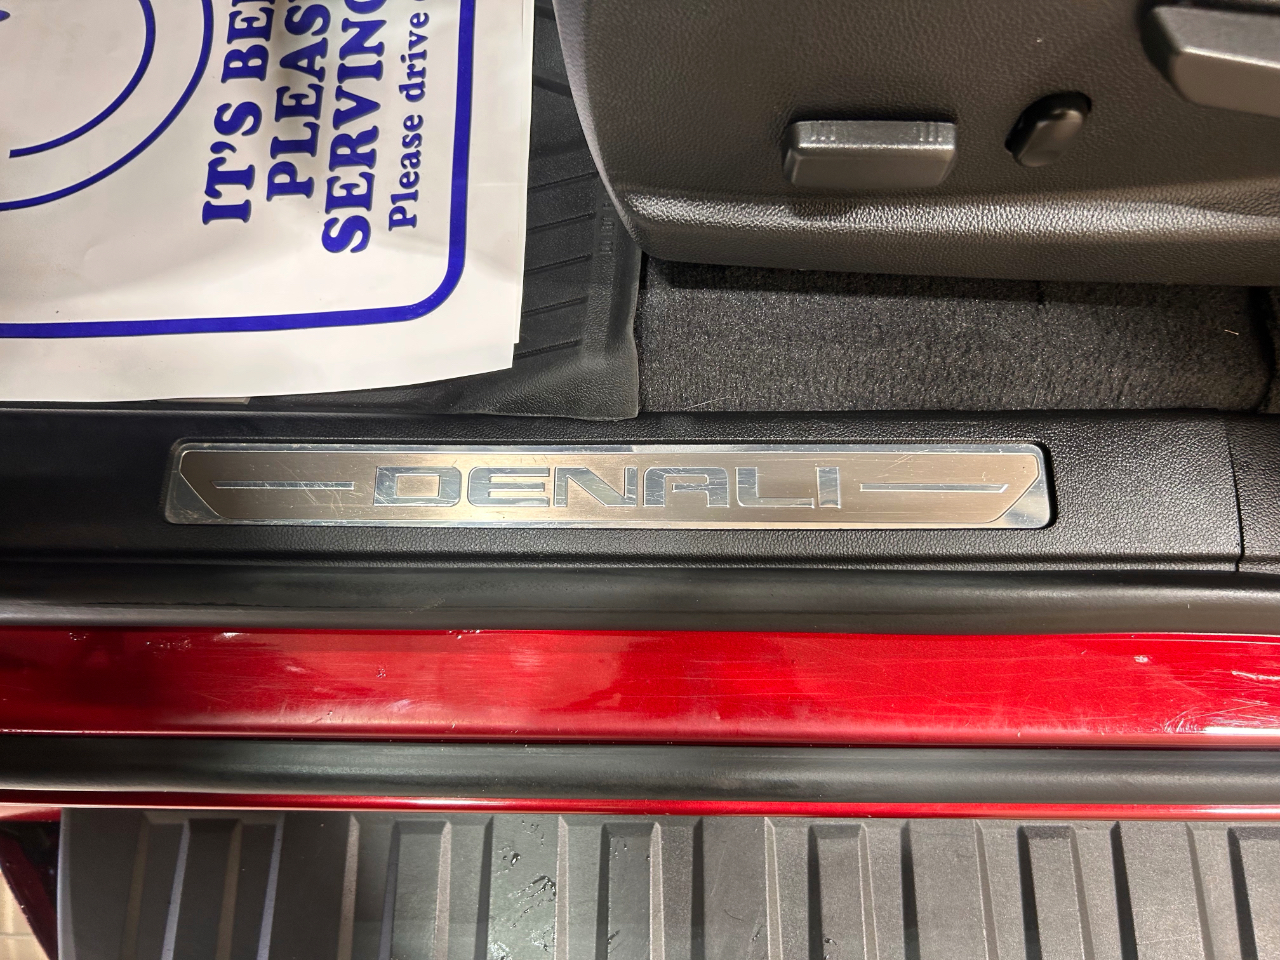 IT'S BE
PLEAS
SERVING
Please drive
DENALI